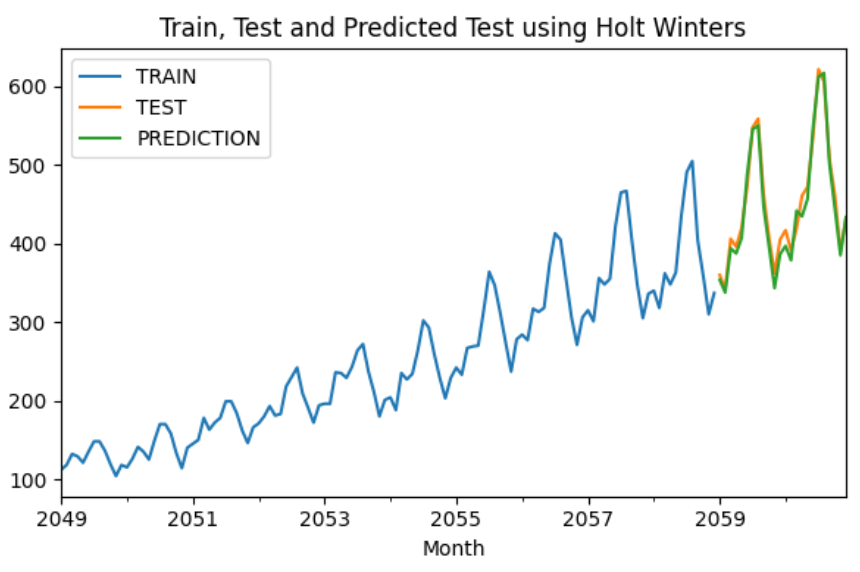 Train, Test and Predicted Test using Holt Winters
TRAIN
TEST
PREDICTION
600
500
400
300
200
100
2049 2051 2053 2055 2057 2059
Month